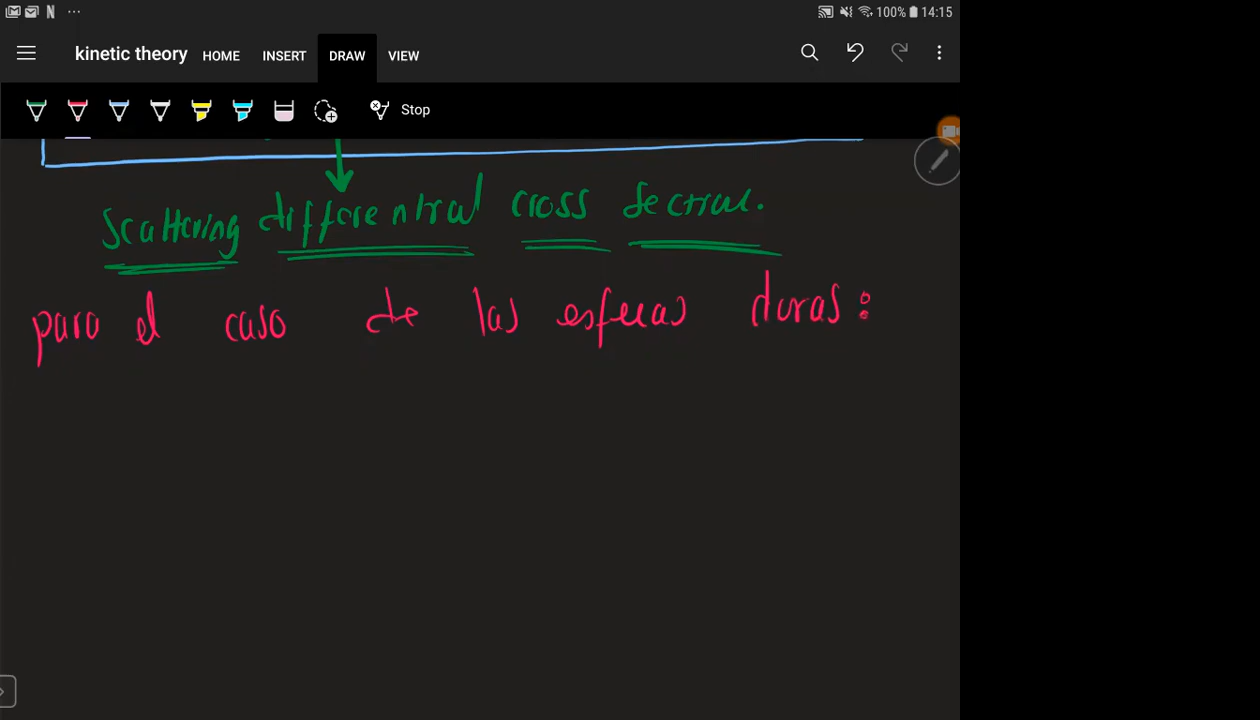 N ... 100% 14:15
kinetic theory HOME INSERT DRAW VIEW
Stop
Scattering differential cross section.
para el caso de las esferas duras: